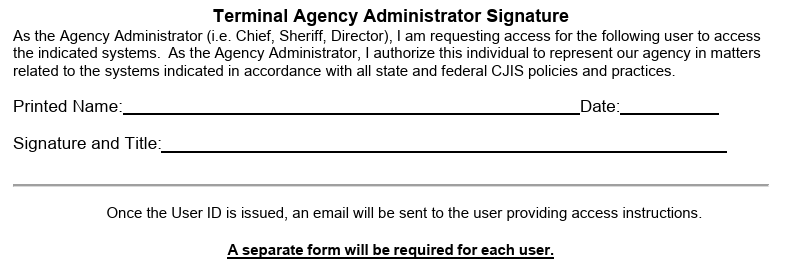 Terminal Agency Administrator Signature
As the Agency Administrator (i.e. Chief, Sheriff, Director), I am requesting access for the following user to access
the indicated systems.  As the Agency Administrator, I authorize this individual to represent our agency in matters
related to the systems indicated in accordance with all state and federal CJIS policies and practices.
Printed Name: Date:
Signature and Title:
Once the User ID is issued, an email will be sent to the user providing access instructions.
A separate form will be required for each user.